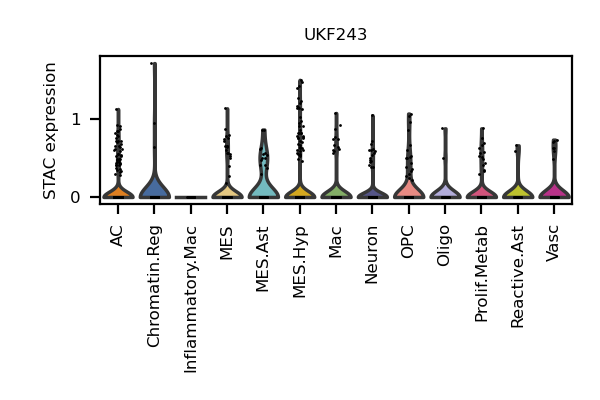 UKF243
STAC expression
1
0
AC
Chromatin.Reg
Inflammatory.Mac
MES
MES.Ast
MES.Hyp
Mac
Neuron
OPC
Oligo
Prolif.Metab
Reactive.Ast
Vasc